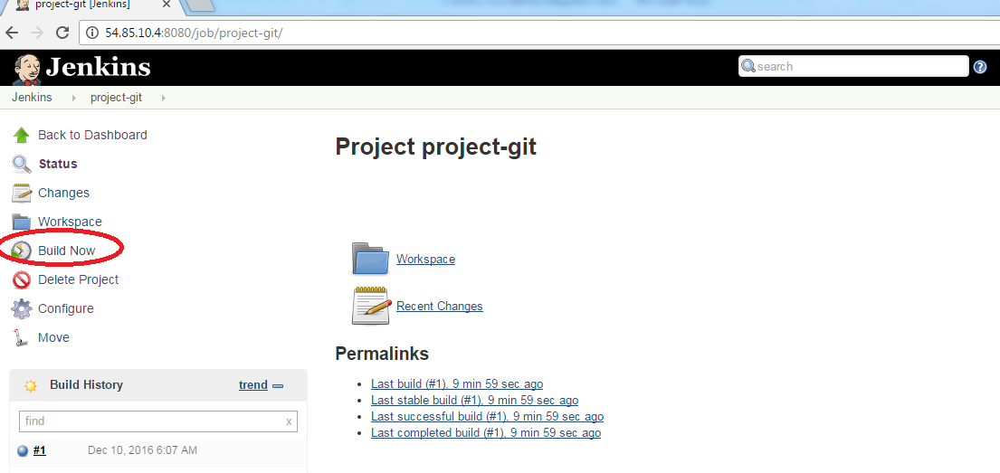 project-git [Jenkins]
54.85.10.4:8080/job/project-git/
Jenkins
search
Jenkins
project-git
Back to Dashboard
Status
Changes
Workspace
Build Now
Delete Project
Configure
Move
Build History
trend
find
x
#1
Dec 10, 2016 6:07 AM
Project project-git
Workspace
Recent Changes
Permalinks
Last build (#1), 9 min 59 sec ago
Last stable build (#1), 9 min 59 sec ago
Last successful build (#1), 9 min 59 sec ago
Last completed build (#1), 9 min 59 sec ago